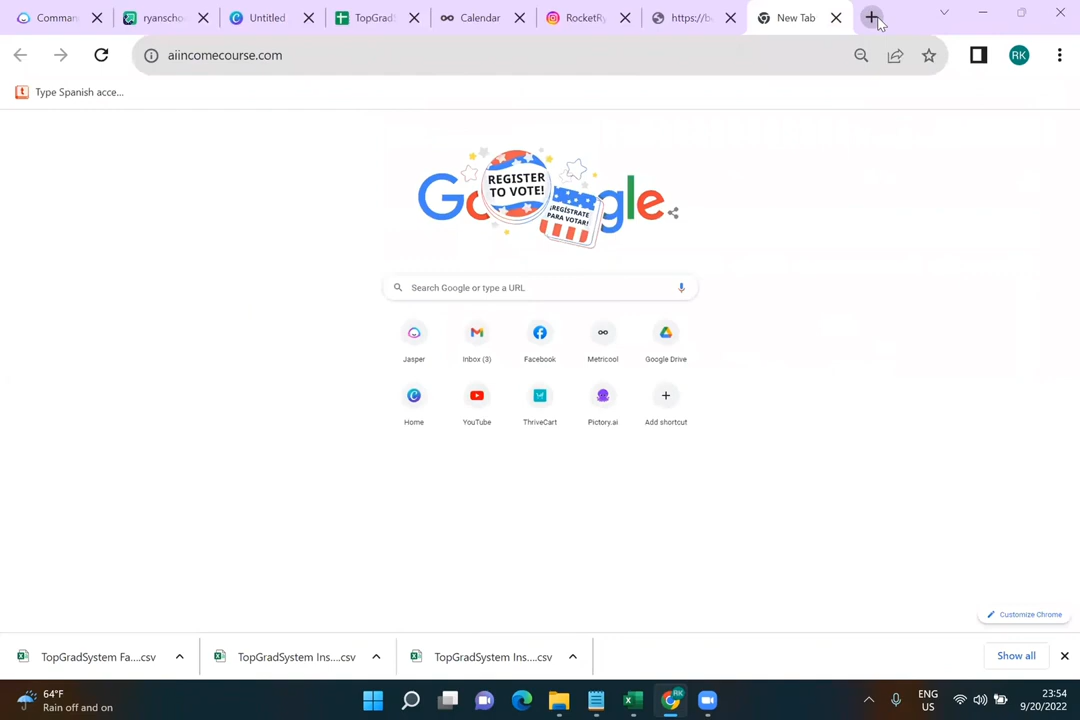 Comman
ryanschoo
Untitled
TopGradS
Calendar
RocketRy
https://b
New Tab
aiincomecourse.com
RK
Type Spanish acce...
Google
REGISTER
TO VOTE!
¡REGÍSTRATE
PARA VOTAR!
Search Google or type a URL
Jasper
Inbox (3)
Facebook
Metricool
Google Drive
Home
YouTube
ThriveCart
Pictory.ai
Add shortcut
Customize Chrome
TopGradSystem Fa....csv
TopGradSystem Ins....csv
TopGradSystem Ins....csv
Show all
64°F
Rain off and on
ENG
US
23:54
9/20/2022